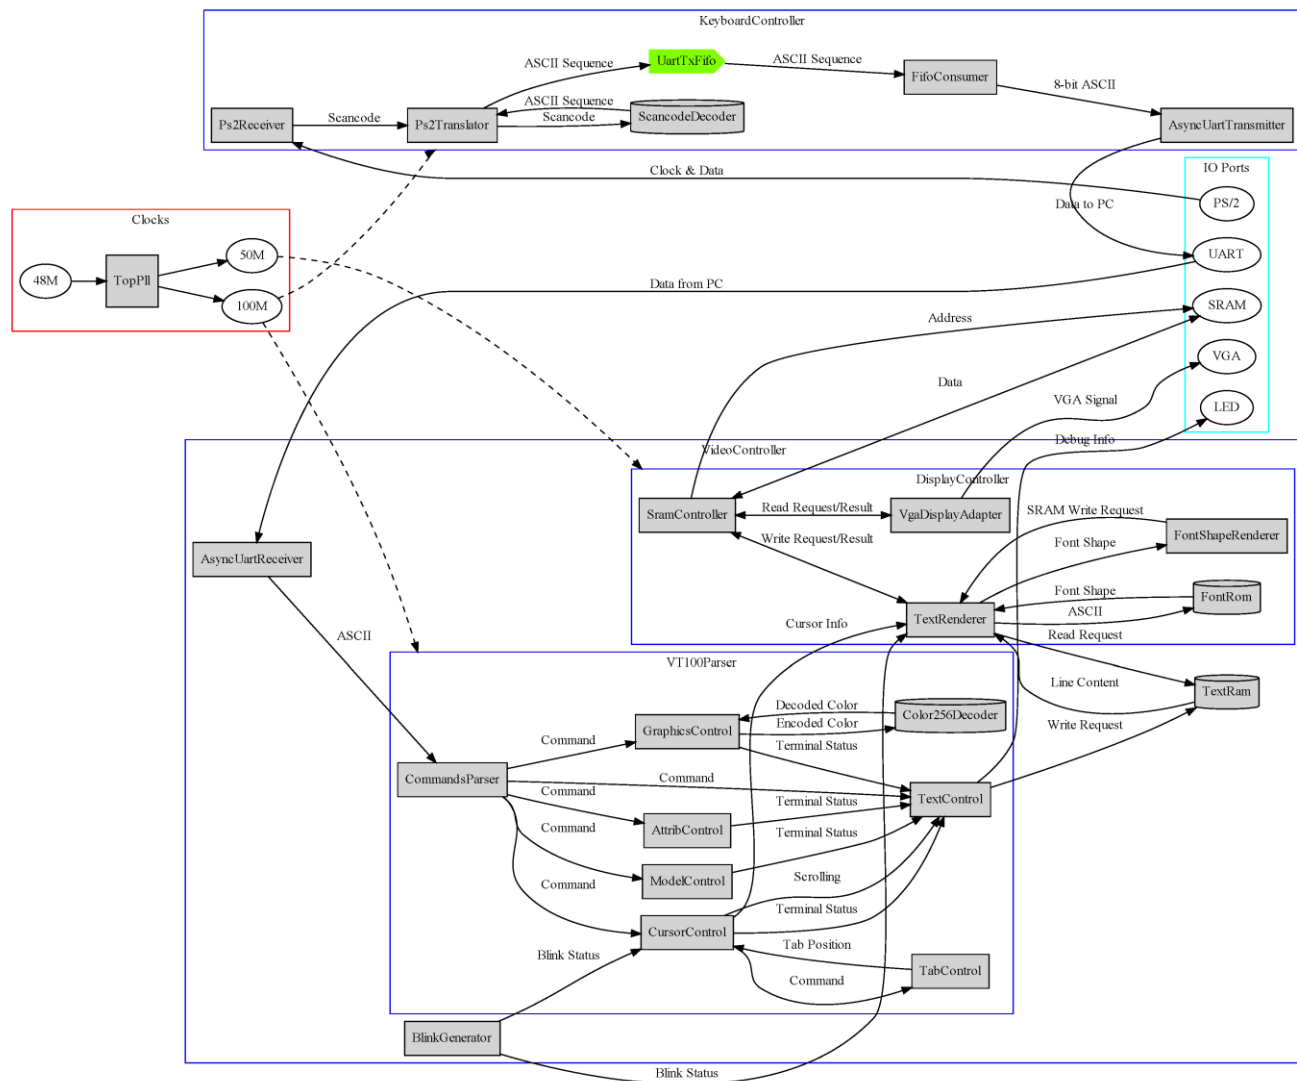 KeyboardController
UartTxFifo
ASCII Sequence
ASCII Sequence
FifoConsumer
8-bit ASCII
ASCII Sequence
Scancode
ScancodeDecoder
Ps2Receiver
Scancode
Ps2Translator
AsyncUartTransmitter
Clock & Data
IO Ports
PS/2
Data to PC
UART
SRAM
VGA
LED
Clocks
48M
TopPll
50M
100M
Data from PC
Address
Data
VGA Signal
Debug Info
VideoController
DisplayController
SramController
Read Request/Result
VgaDisplayAdapter
Write Request/Result
SRAM Write Request
FontShapeRenderer
Font Shape
Font Shape
FontRom
ASCII
TextRenderer
Read Request
AsyncUartReceiver
ASCII
Cursor Info
Line Content
TextRam
Write Request
VT100Parser
Decoded Color
Encoded Color
Color256Decoder
GraphicsControl
Command
Terminal Status
CommandsParser
Command
TextControl
Command
AttribControl
Terminal Status
Command
ModelControl
Terminal Status
Command
CursorControl
Scrolling
Terminal Status
Tab Position
TabControl
Command
Blink Status
BlinkGenerator
Blink Status